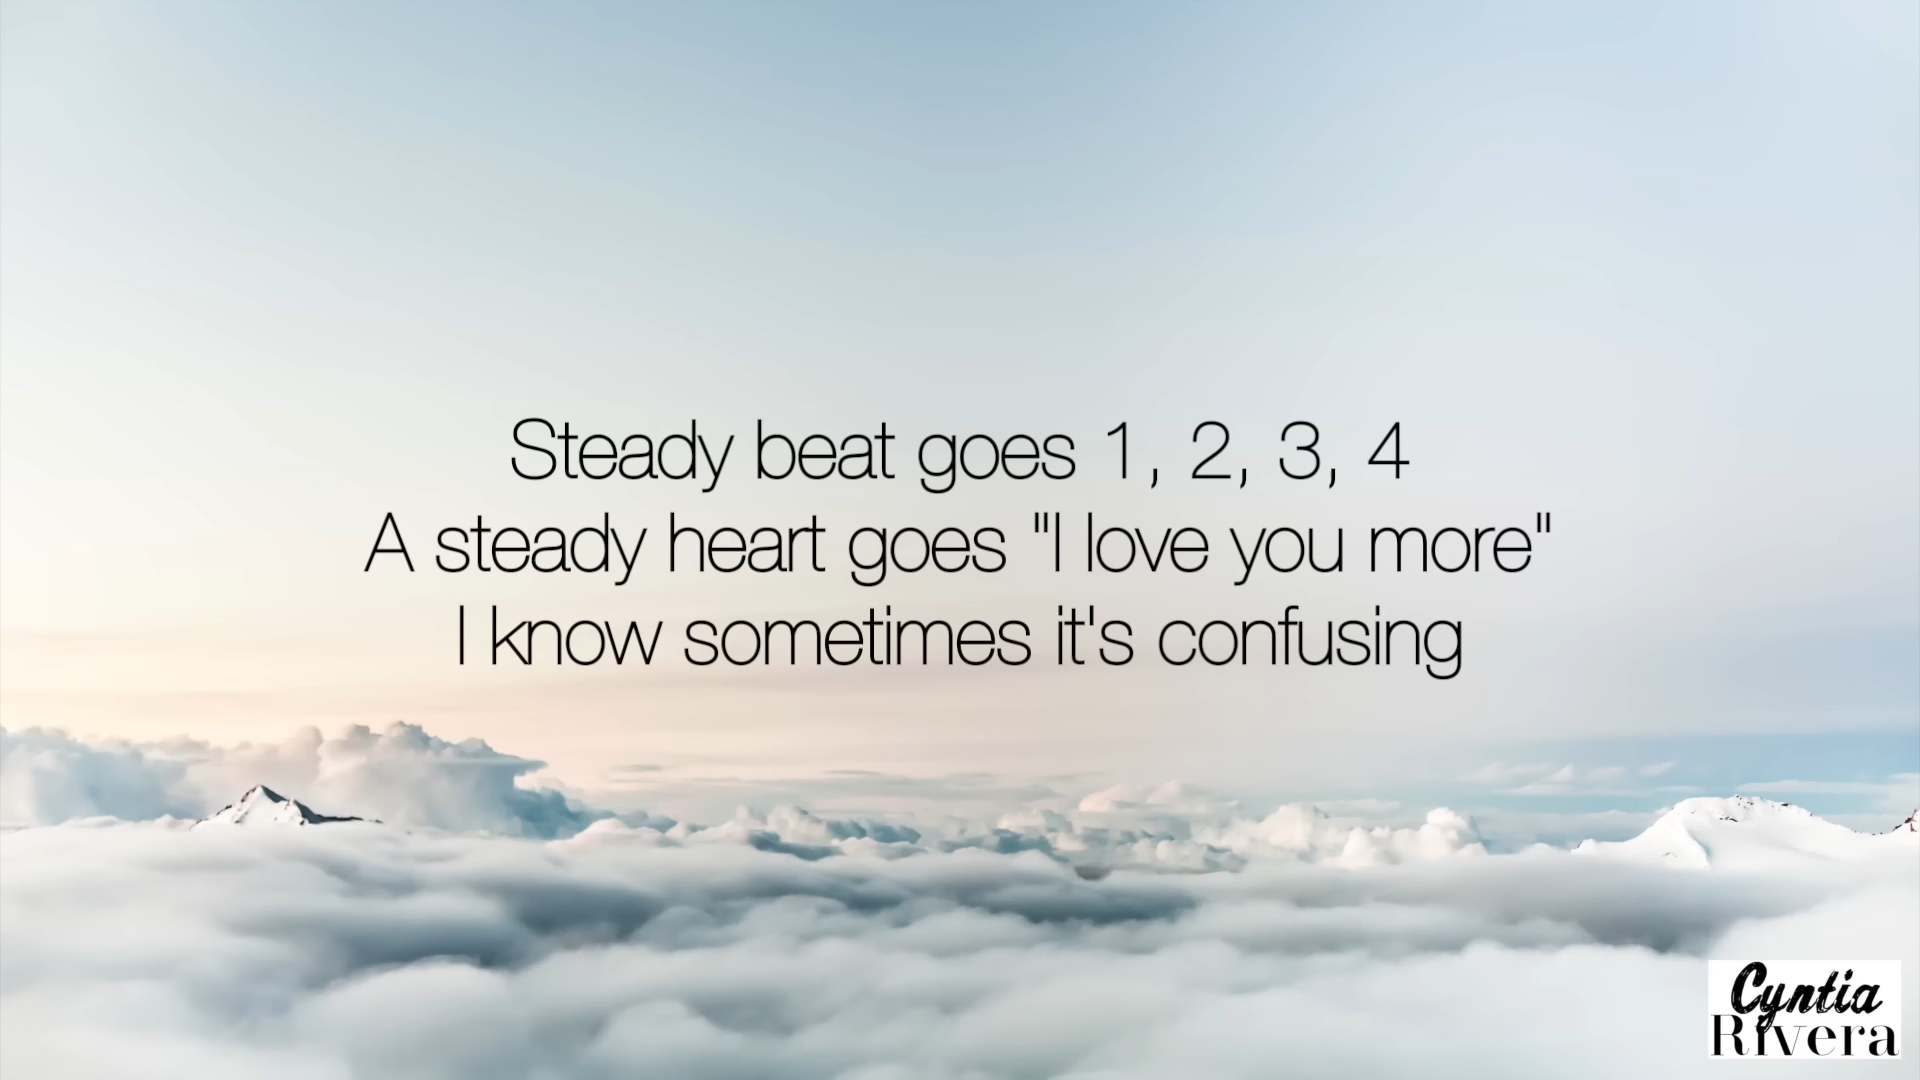 Steady beat goes 1, 2, 3, 4
A steady heart goes "I love you more"
I know sometimes it's confusing
Cyntia
Rivera